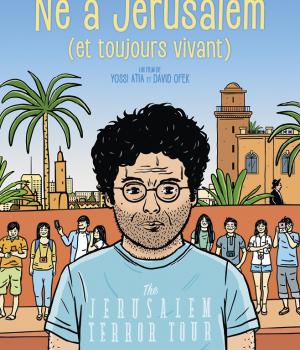 Né à Jérusalem
(et toujours vivant)
UN FILM DE
YOSSI ATIA ET DAVID OFEK
The
JERUSALEM
TERROR TOUR